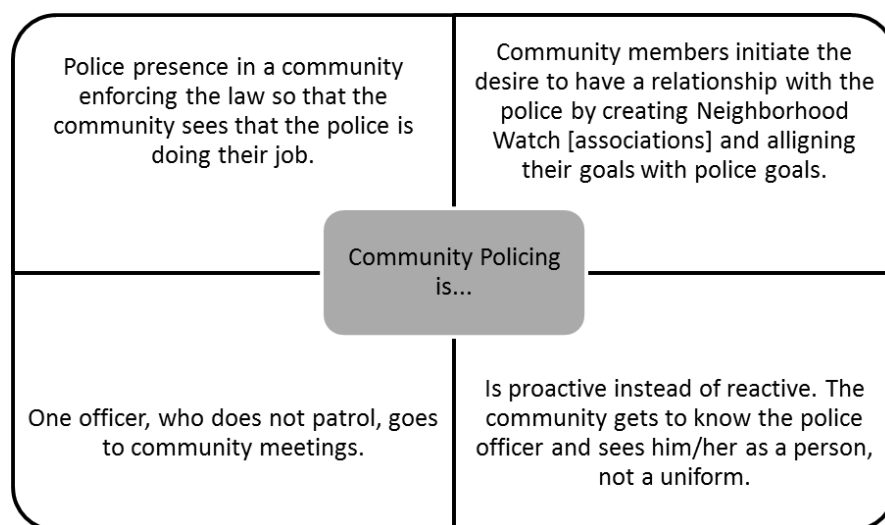 Police presence in a community
enforcing the law so that the
community sees that the police is
doing their job.
Community members initiate the
desire to have a relationship with the
police by creating Neighborhood
Watch [associations] and alligning
their goals with police goals.
Community Policing
is...
One officer, who does not patrol, goes
to community meetings.
Is proactive instead of reactive. The
community gets to know the police
officer and sees him/her as a person,
not a uniform.